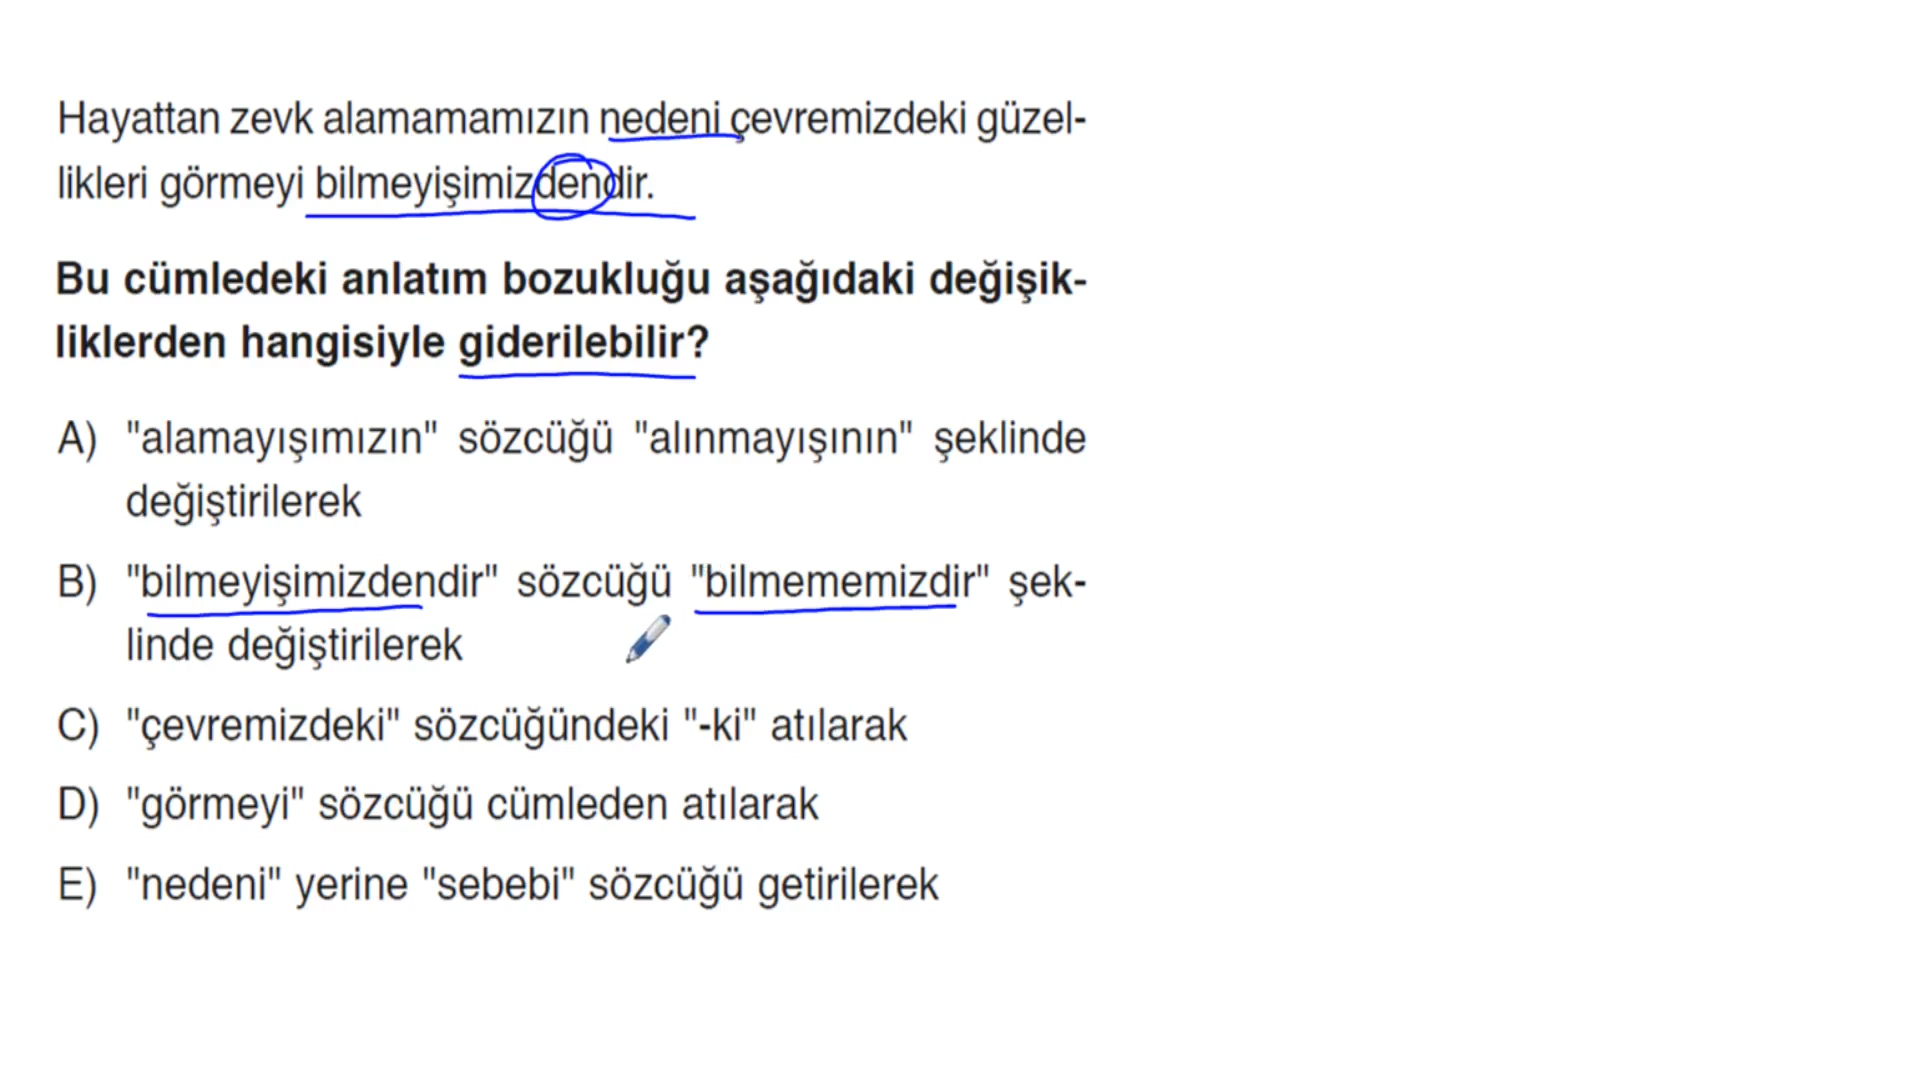 Hayattan zevk alamamamızın nedeni çevremizdeki güzel-
likleri görmeyi bilmeyişimizdendir.
Bu cümledeki anlatım bozukluğu aşağıdaki değişik-
liklerden hangisiyle giderilebilir?
A) "alamayışımızın" sözcüğü "alınmayışının" şeklinde
değiştirilerek
B) "bilmeyişimizdendir" sözcüğü "bilmememizdir" şek-
linde değiştirilerek
C) "çevremizdeki" sözcüğündeki "-ki" atılarak
D) "görmeyi" sözcüğü cümleden atılarak
E) "nedeni" yerine "sebebi" sözcüğü getirilerek